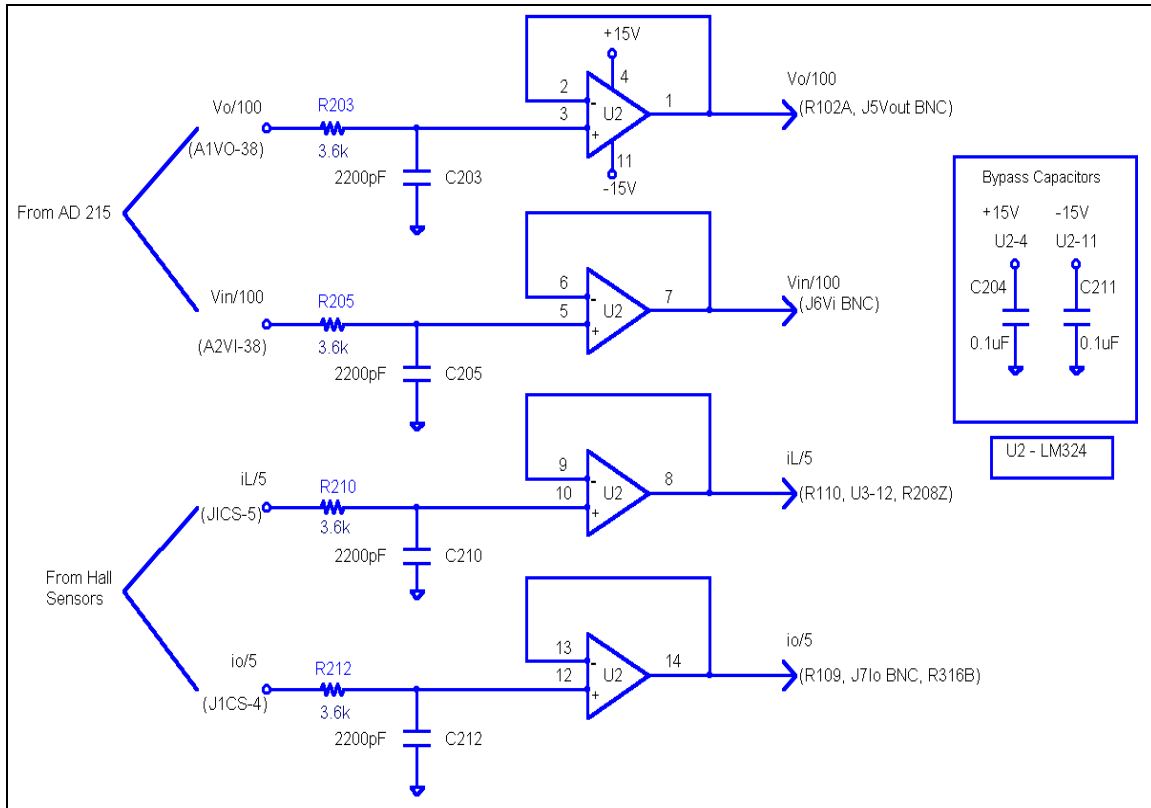 +15V
4
Vo/100
R203
2
-
U2
1
Vo/100
(R102A, J5Vout BNC)
3
+
(A1VO-38)
3.6k
2200pF
C203
11
-15V
From AD 215
Vin/100
R205
6
-
U2
7
Vin/100
(J6Vi BNC)
5
+
(A2VI-38)
3.6k
2200pF
C205
Bypass Capacitors
+15V
-15V
U2-4
U2-11
C204
C211
0.1uF
0.1uF
U2 - LM324
iL/5
R210
9
-
U2
8
iL/5
(R110, U3-12, R208Z)
10
+
(JICS-5)
3.6k
2200pF
C210
From Hall
Sensors
io/5
R212
13
-
U2
14
io/5
(R109, J7Io BNC, R316B)
12
+
(J1CS-4)
3.6k
2200pF
C212